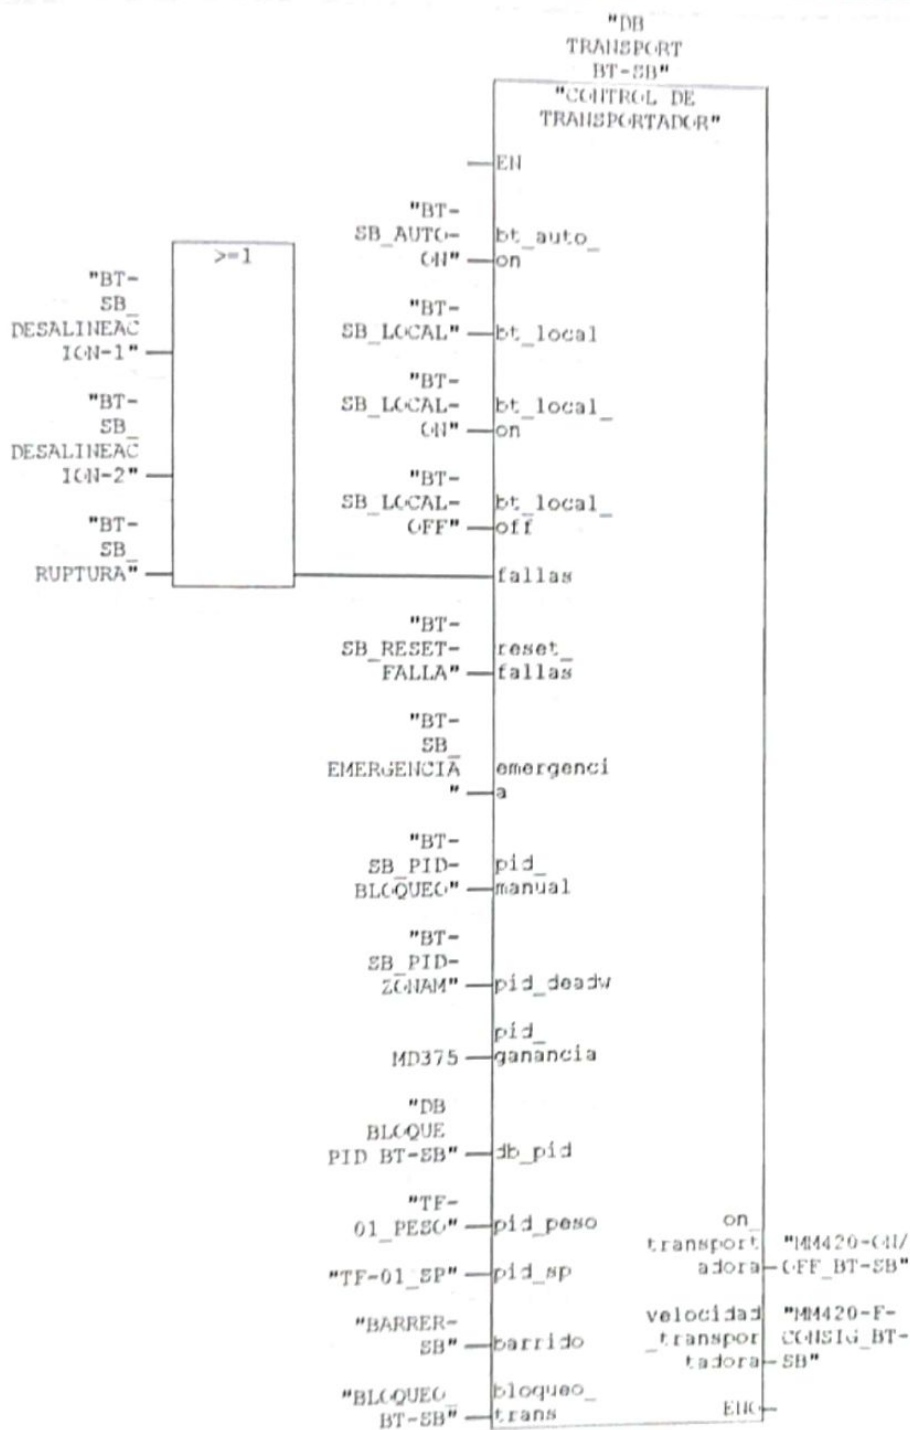 "DB
TRANSPORT
BT-SB"
"CONTROL DE
TRANSPORTADOR"
EN
"BT-
SB_AUTO-
ON"
bt_auto_
on
>=1
"BT-
SB_
DESALINEAC
ION-1"
"BT-
SB_LOCAL"
bt_local
"BT-
SB_LOCAL-
ON"
bt_local_
on
"BT-
SB_
DESALINEAC
ION-2"
"BT-
SB_LOCAL-
OFF"
bt_local_
off
"BT-
SB_
RUPTURA"
fallas
"BT-
SB_RESET-
FALLA"
reset_
fallas
"BT-
SB_
EMERGENCIA
"
emergenci
a
"BT-
SB_PID-
BLOQUEO"
pid_
manual
"BT-
SB_PID-
ZONAM"
pid_deadw
MD375
pid_
ganancia
"DB
BLOQUE
PID BT-SB"
db_pid
"TF-
01_PESO"
pid_peso
"TF-01_SP"
pid_sp
on_
transport
adora
"MM420-ON/
OFF_BT-SB"
"BARRER-
SB"
barrido
velocidad
_transpor
tadora
"MM420-F-
CONSIG_BT-
SB"
"BLOQUEO_
BT-SB"
bloqueo_
trans
ENO